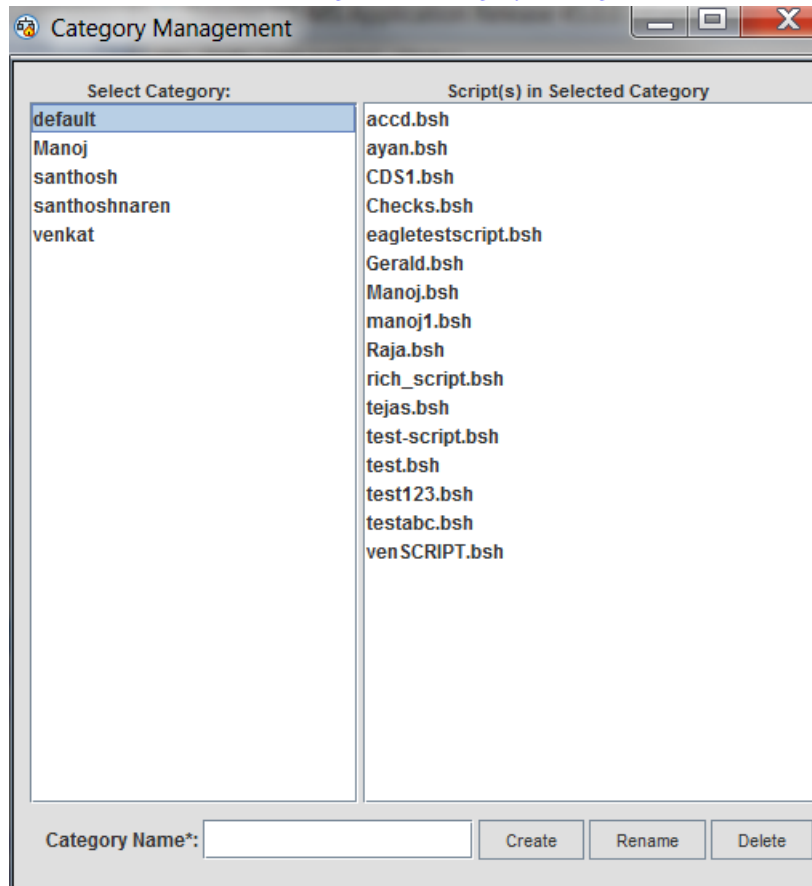 Category Management
Select Category:
default
Manoj
santhosh
santhoshnaren
venkat
Script(s) in Selected Category
accd.bsh
ayan.bsh
CDS1.bsh
Checks.bsh
eagletestscript.bsh
Gerald.bsh
Manoj.bsh
manoj1.bsh
Raja.bsh
rich_script.bsh
tejas.bsh
test-script.bsh
test.bsh
test123.bsh
testabc.bsh
venSCRIPT.bsh
Category Name*:
Create
Rename
Delete